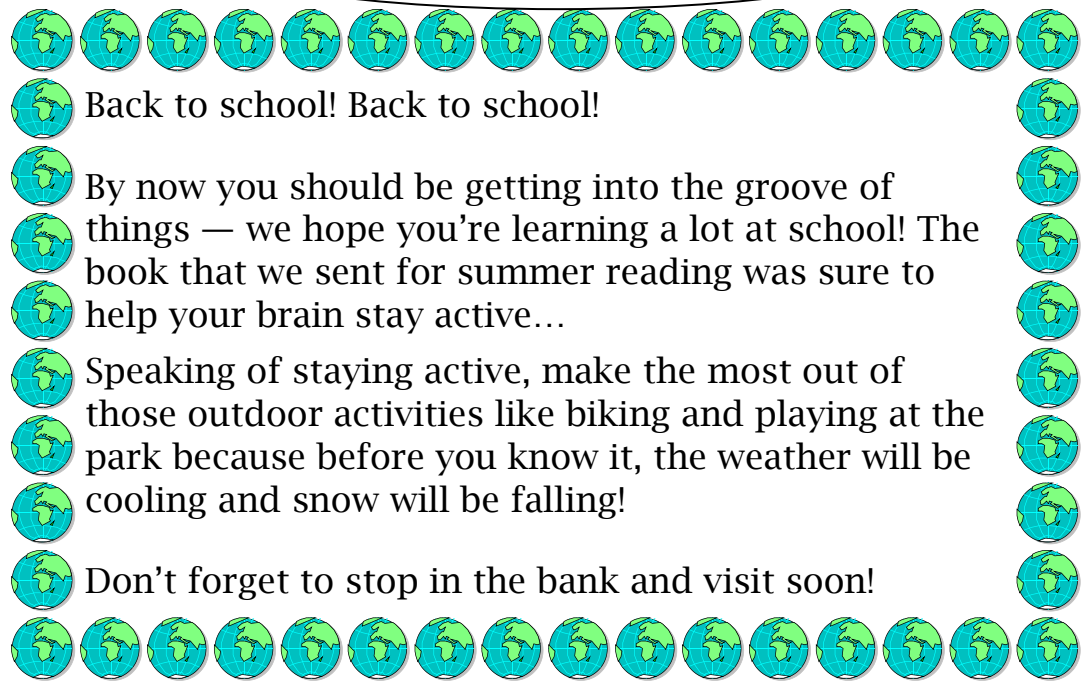 Back to school! Back to school!
By now you should be getting into the groove of
things — we hope you’re learning a lot at school! The
book that we sent for summer reading was sure to
help your brain stay active…
Speaking of staying active, make the most out of
those outdoor activities like biking and playing at the
park because before you know it, the weather will be
cooling and snow will be falling!
Don’t forget to stop in the bank and visit soon!